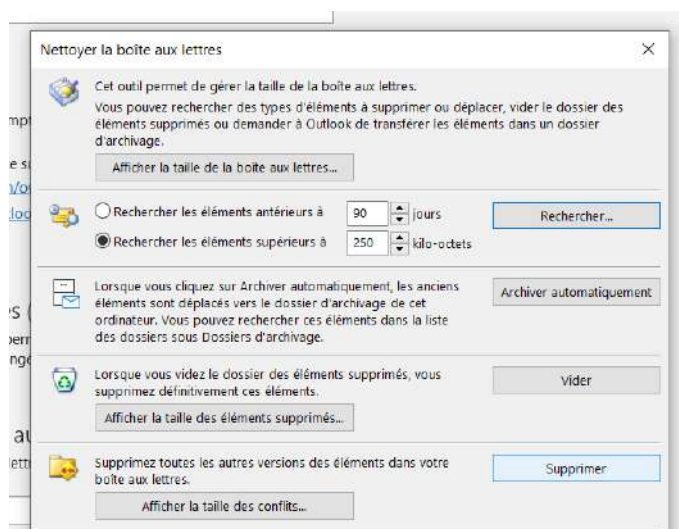 Nettoyer la boîte aux lettres
Cet outil permet de gérer la taille de la boîte aux lettres.
Vous pouvez rechercher des types d'éléments à supprimer ou déplacer, vider le dossier des
éléments supprimés ou demander à Outlook de transférer les éléments dans un dossier
d'archivage.
Afficher la taille de la boîte aux lettres...
Rechercher les éléments antérieurs à 90 jours
Rechercher...
Rechercher les éléments supérieurs à 250 kilo-octets
Lorsque vous cliquez sur Archiver automatiquement, les anciens
éléments sont déplacés vers le dossier d'archivage de cet
ordinateur. Vous pouvez rechercher ces éléments dans la liste
des dossiers sous Dossiers d'archivage.
Archiver automatiquement
Lorsque vous videz le dossier des éléments supprimés, vous
supprimez définitivement ces éléments.
Vider
Afficher la taille des éléments supprimés...
Supprimez toutes les autres versions des éléments dans votre
boîte aux lettres.
Supprimer
Afficher la taille des conflits...